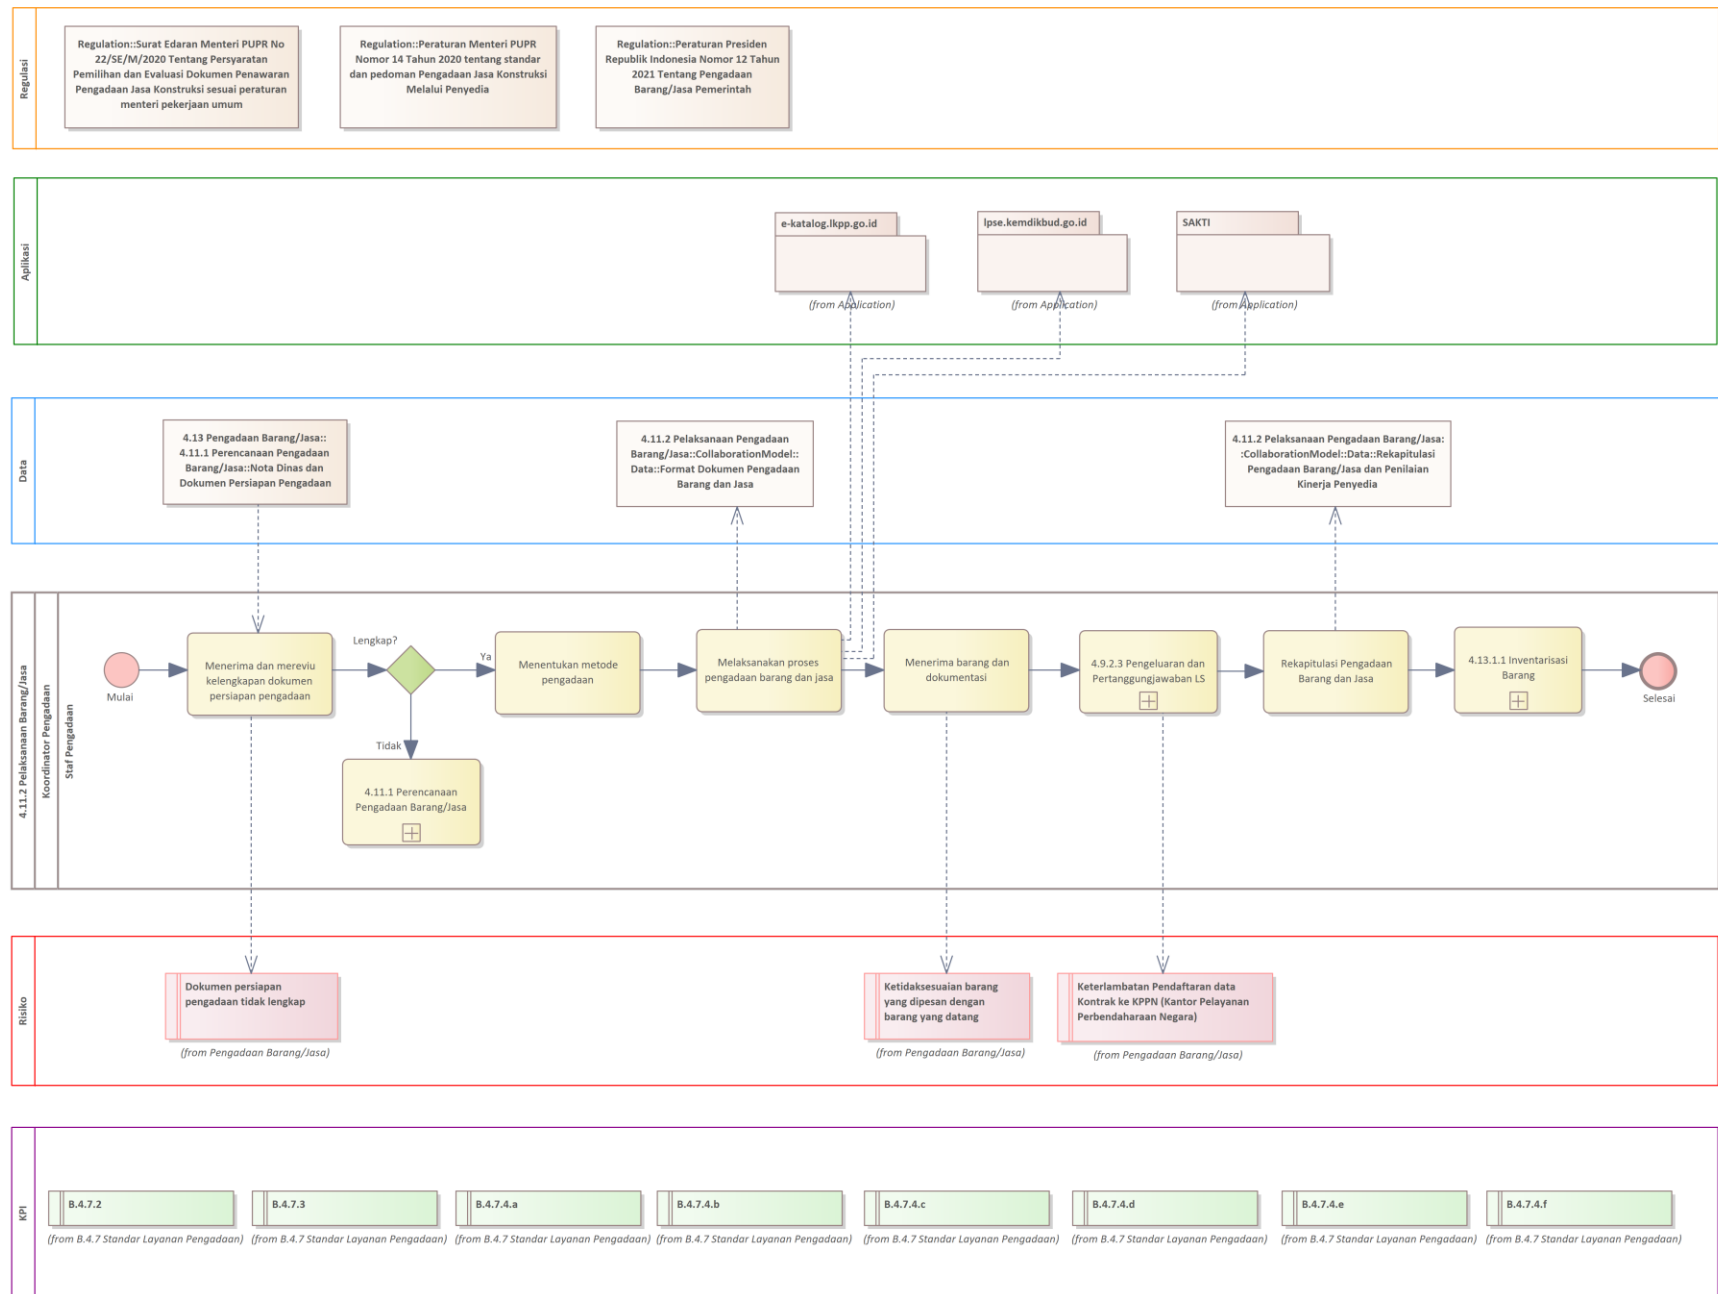 Regulasi
Regulation::Surat Edaran Menteri PUPR No
22/SE/M/2020 Tentang Persyaratan
Pemilihan dan Evaluasi Dokumen Penawaran
Pengadaan Jasa Konstruksi sesuai peraturan
menteri pekerjaan umum
Regulation::Peraturan Menteri PUPR
Nomor 14 Tahun 2020 tentang standar
dan pedoman Pengadaan Jasa Konstruksi
Melalui Penyedia
Regulation::Peraturan Presiden
Republik Indonesia Nomor 12 Tahun
2021 Tentang Pengadaan
Barang/Jasa Pemerintah
Aplikasi
e-katalog.lkpp.go.id
(from Application)
lpse.kemdikbud.go.id
(from Application)
SAKTI
(from Application)
Data
4.13 Pengadaan Barang/Jasa::
4.11.1 Perencanaan Pengadaan
Barang/Jasa::Nota Dinas dan
Dokumen Persiapan Pengadaan
4.11.2 Pelaksanaan Pengadaan
Barang/Jasa::CollaborationModel::
Data::Format Dokumen Pengadaan
Barang dan Jasa
4.11.2 Pelaksanaan Pengadaan Barang/Jasa:
:CollaborationModel::Data::Rekapitulasi
Pengadaan Barang/Jasa dan Penilaian
Kinerja Penyedia
4.11.2 Pelaksanaan Barang/Jasa
Koordinator Pengadaan
Staf Pengadaan
Mulai
Menerima dan mereviu
kelengkapan dokumen
persiapan pengadaan
Lengkap?
Ya
Tidak
4.11.1 Perencanaan
Pengadaan Barang/Jasa
Menentukan metode
pengadaan
Melaksanakan proses
pengadaan barang dan jasa
Menerima barang dan
dokumentasi
4.9.2.3 Pengeluaran dan
Pertanggungjawaban LS
Rekapitulasi Pengadaan
Barang dan Jasa
4.13.1.1 Inventarisasi
Barang
Selesai
Risiko
Dokumen persiapan
pengadaan tidak lengkap
(from Pengadaan Barang/Jasa)
Ketidaksesuaian barang
yang dipesan dengan
barang yang datang
(from Pengadaan Barang/Jasa)
Keterlambatan Pendaftaran data
Kontrak ke KPPN (Kantor Pelayanan
Perbendaharaan Negara)
(from Pengadaan Barang/Jasa)
KPI
B.4.7.2
(from B.4.7 Standar Layanan Pengadaan)
B.4.7.3
(from B.4.7 Standar Layanan Pengadaan)
B.4.7.4.a
(from B.4.7 Standar Layanan Pengadaan)
B.4.7.4.b
(from B.4.7 Standar Layanan Pengadaan)
B.4.7.4.c
(from B.4.7 Standar Layanan Pengadaan)
B.4.7.4.d
(from B.4.7 Standar Layanan Pengadaan)
B.4.7.4.e
(from B.4.7 Standar Layanan Pengadaan)
B.4.7.4.f
(from B.4.7 Standar Layanan Pengadaan)